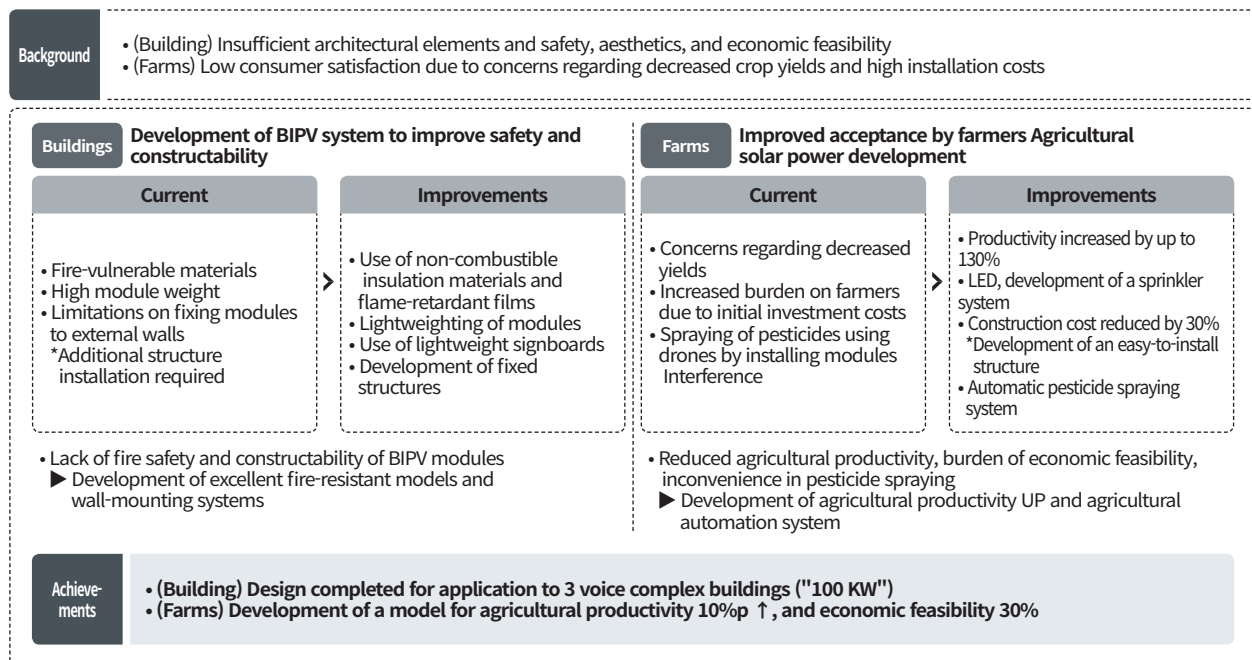 Background
• (Building) Insufficient architectural elements and safety, aesthetics, and economic feasibility
• (Farms) Low consumer satisfaction due to concerns regarding decreased crop yields and high installation costs
Buildings
Development of BIPV system to improve safety and
constructability
Current
• Fire-vulnerable materials
• High module weight
• Limitations on fixing modules
to external walls
*Additional structure
installation required
>
Improvements
• Use of non-combustible
insulation materials and
flame-retardant films
• Lightweighting of modules
• Use of lightweight signboards
• Development of fixed
structures
• Lack of fire safety and constructability of BIPV modules
▶ Development of excellent fire-resistant models and
wall-mounting systems
Farms
Improved acceptance by farmers Agricultural
solar power development
Current
• Concerns regarding decreased
yields
• Increased burden on farmers
due to initial investment costs
• Spraying of pesticides using
drones by installing modules
Interference
>
Improvements
• Productivity increased by up to
130%
• LED, development of a sprinkler
system
• Construction cost reduced by 30%
*Development of an easy-to-install
structure
• Automatic pesticide spraying
system
• Reduced agricultural productivity, burden of economic feasibility,
inconvenience in pesticide spraying
▶ Development of agricultural productivity UP and agricultural
automation system
Achieve-
ments
• (Building) Design completed for application to 3 voice complex buildings ("100 KW")
• (Farms) Development of a model for agricultural productivity 10%p ↑, and economic feasibility 30%